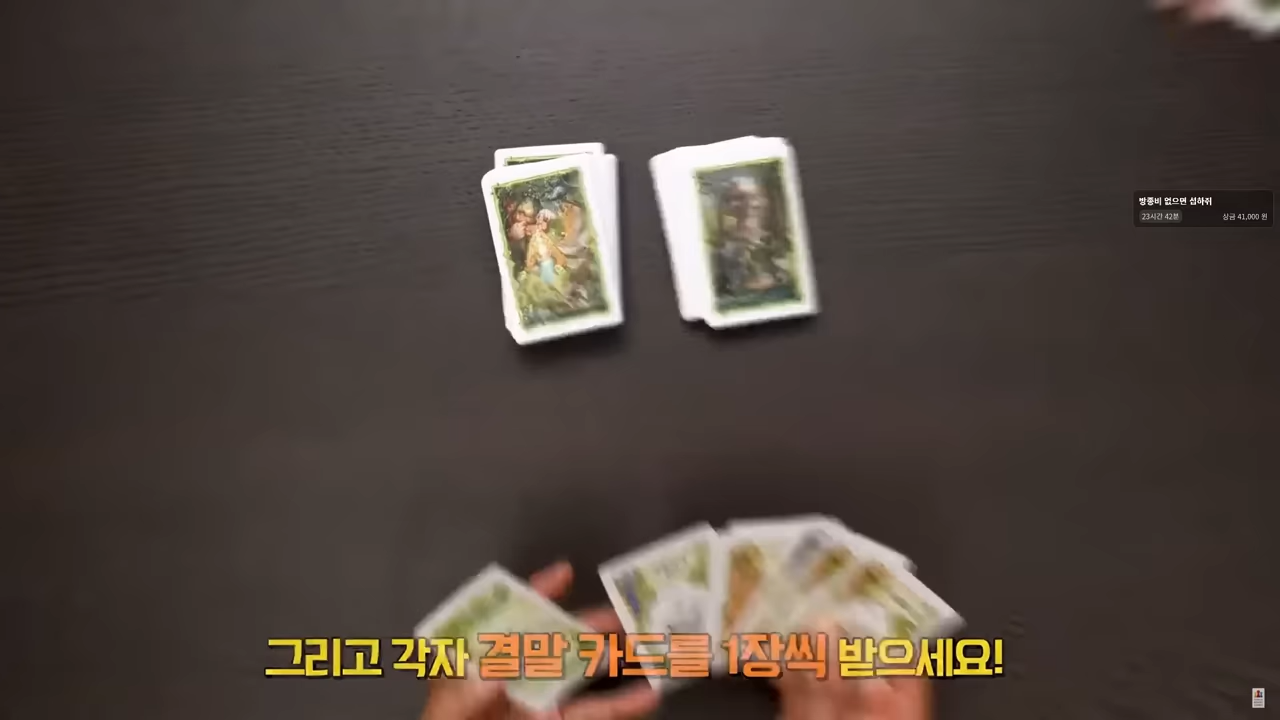 방종비 없으면 섭하쥐
23시간 42분 상금 41,000 원
그리고 각자 결말 카드를 1장씩 받으세요!